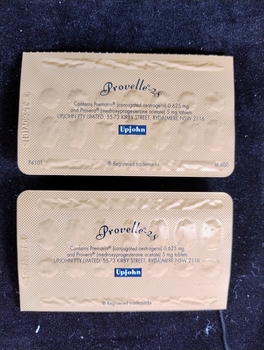 Provelle-28
Contains Premarin® (conjugated oestrogens) 0.625 mg
and Provera® (medroxyprogesterone acetate) 5 mg tablets
UPJOHN PTY LIMITED, 55-73 KIRBY STREET, RYDALMERE NSW 2116
Upjohn
® Registered trademarks
Provelle-28
Contains Premarin® (conjugated oestrogens) 0.625 mg
and Provera® (medroxyprogesterone acetate) 5 mg tablets
UPJOHN PTY LIMITED, 55-73 KIRBY STREET, RYDALMERE NSW 2116
Upjohn
® Registered trademarks